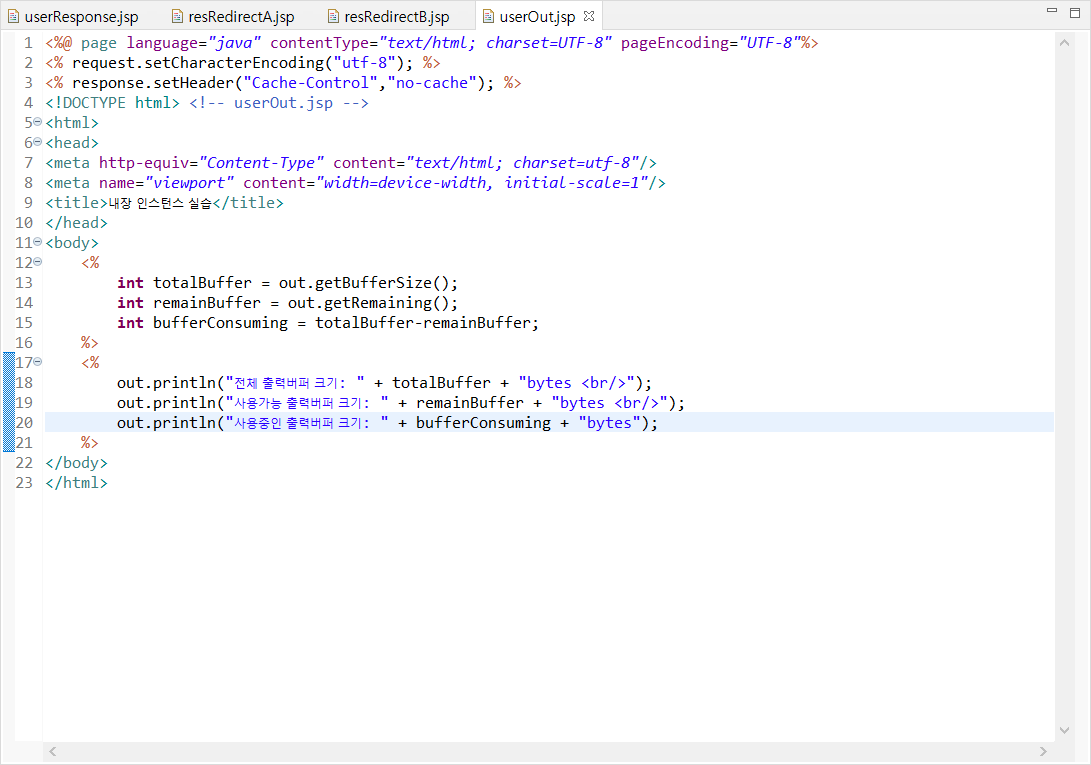 userResponse.jsp resRedirectA.jsp resRedirectB.jsp userOut.jsp
1 <%@ page language="java" contentType="text/html; charset=UTF-8" pageEncoding="UTF-8"%>
2 <% request.setCharacterEncoding("utf-8"); %>
3 <% response.setHeader("Cache-Control","no-cache"); %>
4 <!DOCTYPE html> <!-- userOut.jsp -->
5 <html>
6 <head>
7 <meta http-equiv="Content-Type" content="text/html; charset=utf-8"/>
8 <meta name="viewport" content="width=device-width, initial-scale=1"/>
9 <title>내장 인스턴스 실습</title>
10 </head>
11 <body>
12 <%
13 int totalBuffer = out.getBufferSize();
14 int remainBuffer = out.getRemaining();
15 int bufferConsuming = totalBuffer-remainBuffer;
16 %>
17 <%
18 out.println("전체 출력버퍼 크기: " + totalBuffer + "bytes <br/>");
19 out.println("사용가능 출력버퍼 크기: " + remainBuffer + "bytes <br/>");
20 out.println("사용중인 출력버퍼 크기: " + bufferConsuming + "bytes");
21 %>
22 </body>
23 </html>